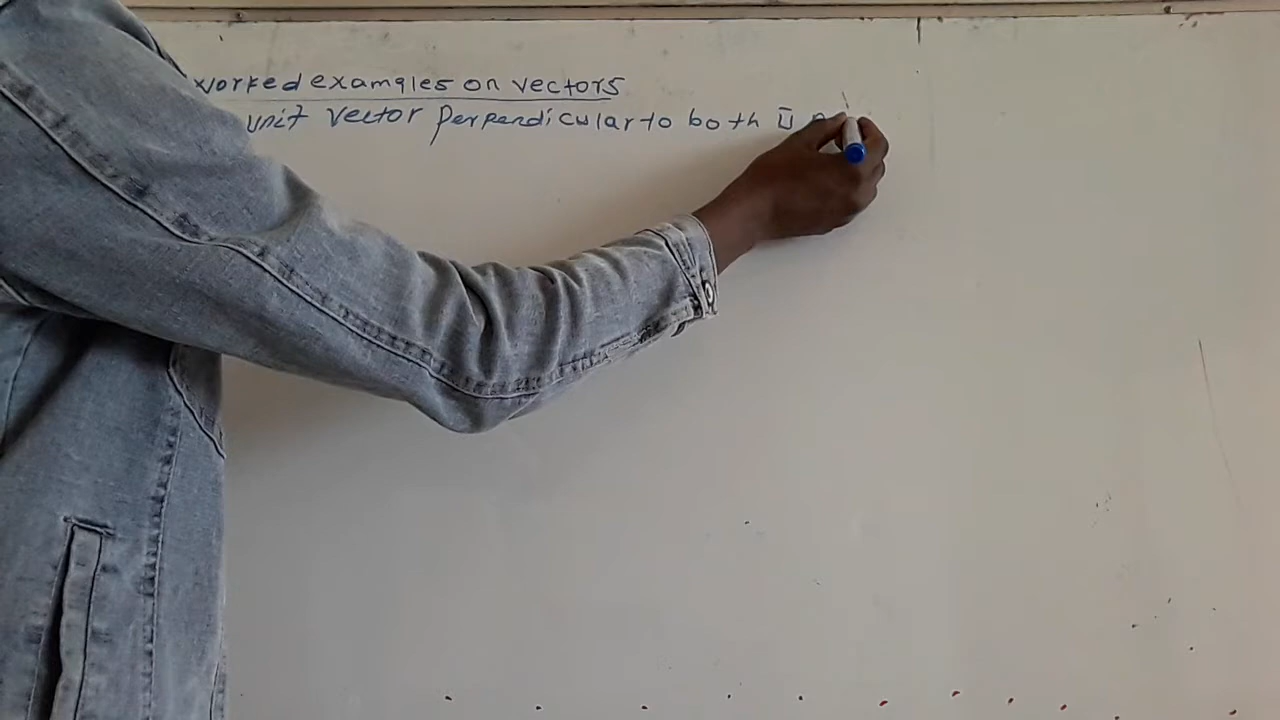 worked examples on vectors
unit vector perpendicular to both ū